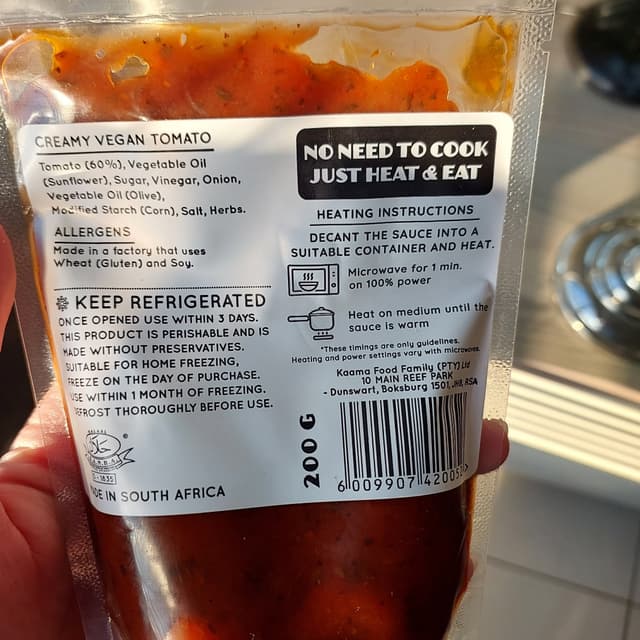 CREAMY VEGAN TOMATO
Tomato (60%), Vegetable Oil
(Sunflower), Sugar, Vinegar, Onion,
Vegetable Oil (Olive),
Modified Starch (Corn), Salt, Herbs.
ALLERGENS
Made in a factory that uses
Wheat (Gluten) and Soy.
KEEP REFRIGERATED
ONCE OPENED USE WITHIN 3 DAYS.
THIS PRODUCT IS PERISHABLE AND IS
MADE WITHOUT PRESERVATIVES.
SUITABLE FOR HOME FREEZING,
FREEZE ON THE DAY OF PURCHASE.
USE WITHIN 1 MONTH OF FREEZING.
DEFROST THOROUGHLY BEFORE USE.
MADE IN SOUTH AFRICA
NO NEED TO COOK
JUST HEAT & EAT
HEATING INSTRUCTIONS
DECANT THE SAUCE INTO A
SUITABLE CONTAINER AND HEAT.
Microwave for 1 min.
on 100% power
Heat on medium until the
sauce is warm
*These timings are only guidelines.
Heating and power settings vary with microwaves.
Kaama Food Family (PTY) Ltd
10 MAIN REEF PARK
- Dunswart, Boksburg 1501, JHB, RSA
200 G
6 009907 42005